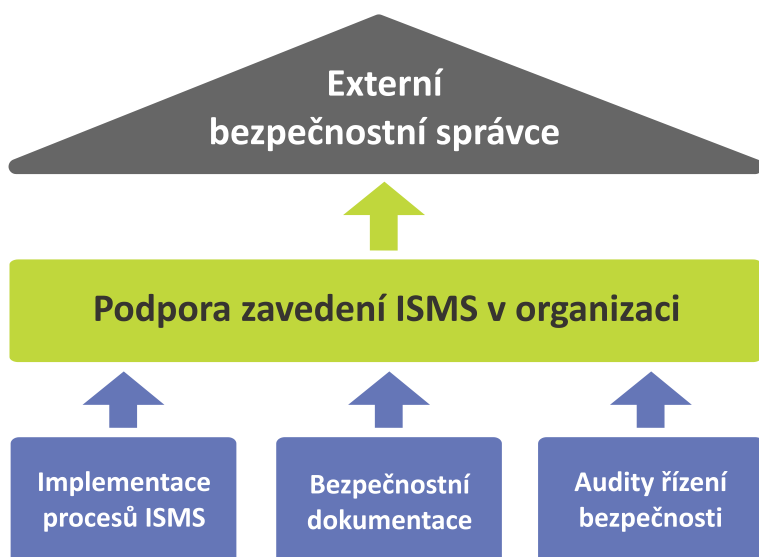 Externí
bezpečnostní správce
Podpora zavedení ISMS v organizaci
Implementace
procesů ISMS
Bezpečnostní
dokumentace
Audity řízení
bezpečnosti